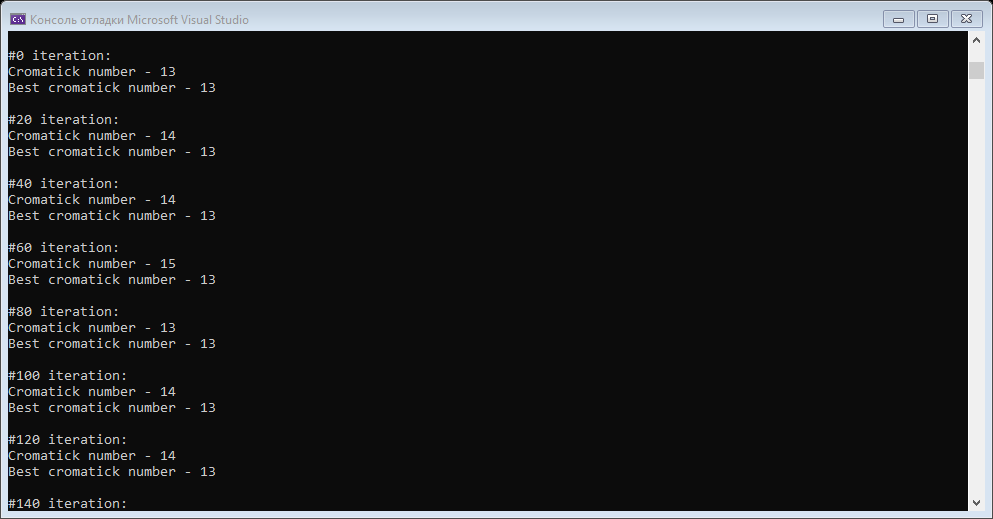 Консоль отладки Microsoft Visual Studio
#0 iteration:
Cromatick number - 13
Best cromatick number - 13
#20 iteration:
Cromatick number - 14
Best cromatick number - 13
#40 iteration:
Cromatick number - 14
Best cromatick number - 13
#60 iteration:
Cromatick number - 15
Best cromatick number - 13
#80 iteration:
Cromatick number - 13
Best cromatick number - 13
#100 iteration:
Cromatick number - 14
Best cromatick number - 13
#120 iteration:
Cromatick number - 14
Best cromatick number - 13
#140 iteration: